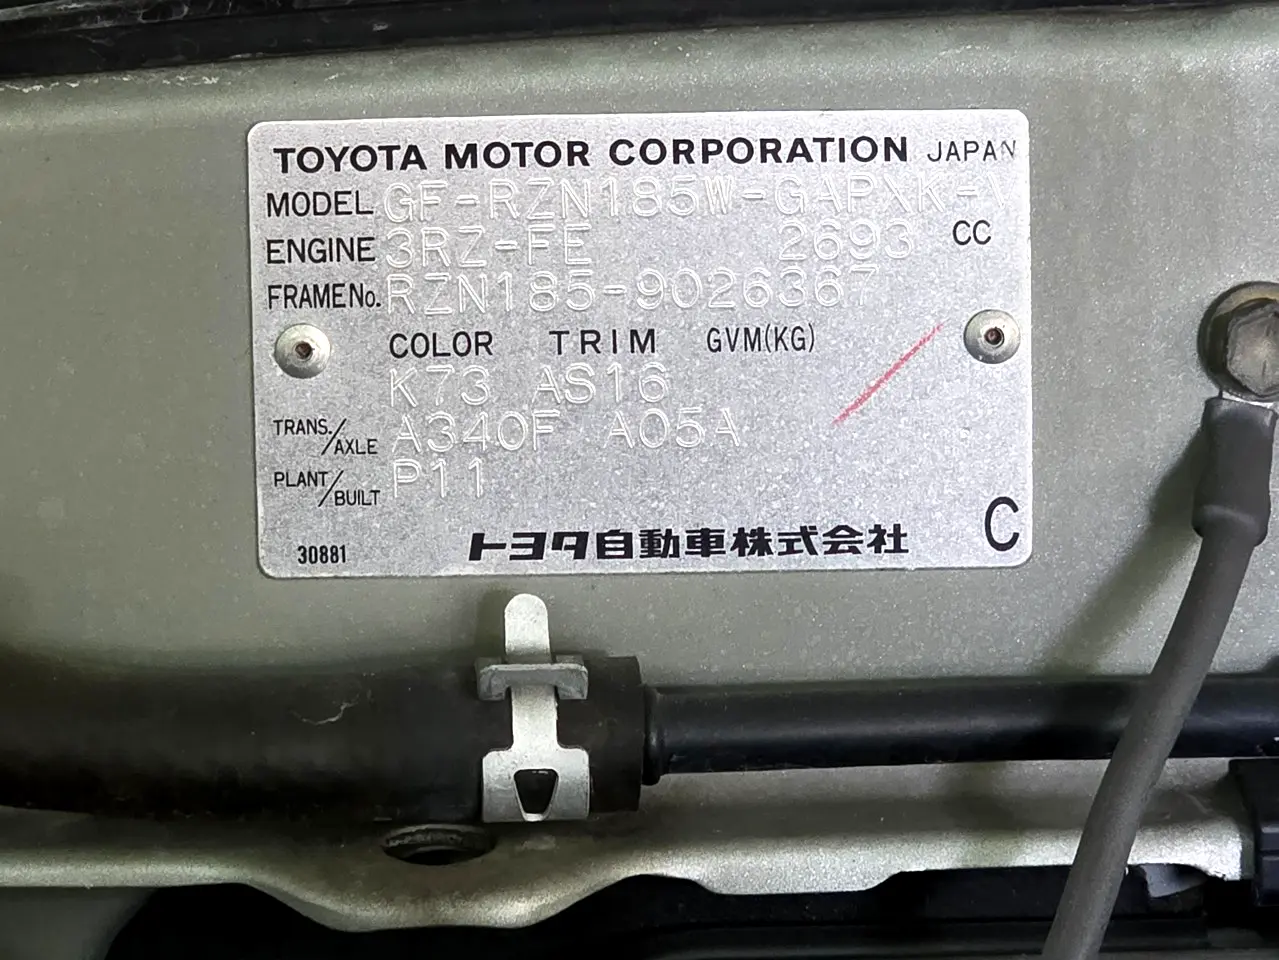 TOYOTA MOTOR CORPORATION JAPAN
MODEL GF-RZN185W-GAPXK-V
ENGINE 3RZ-FE 2693 CC
FRAME No. RZN185-9026367
COLOR TRIM GVM(KG)
K73 AS16
TRANS./AXLE A340F A05A
PLANT/BUILT P11
30881 トヨタ自動車株式会社 C